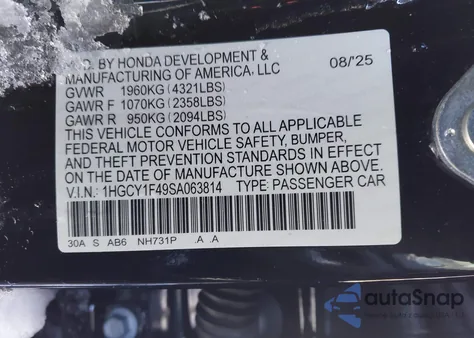 MFD. BY HONDA DEVELOPMENT & 08/'25
MANUFACTURING OF AMERICA, LLC
GVWR 1960KG (4321LBS)
GAWR F 1070KG (2358LBS)
GAWR R 950KG (2094LBS)
THIS VEHICLE CONFORMS TO ALL APPLICABLE
FEDERAL MOTOR VEHICLE SAFETY, BUMPER,
AND THEFT PREVENTION STANDARDS IN EFFECT
ON THE DATE OF MANUFACTURE SHOWN ABOVE.
V.I.N.: 1HGCY1F49SA063814 TYPE: PASSENGER CAR
30A S AB6 NH731P .A .A
autaSnap